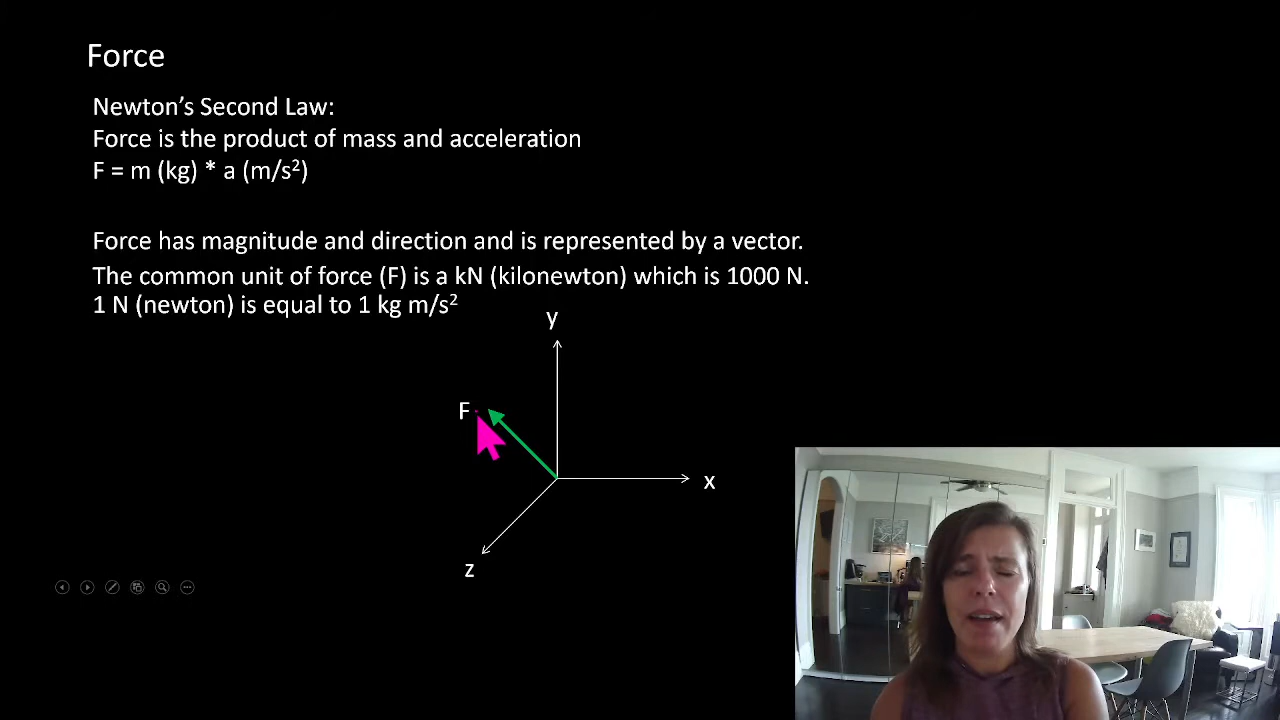 Force
Newton’s Second Law:
Force is the product of mass and acceleration
F = m (kg) * a (m/s²)
Force has magnitude and direction and is represented by a vector.
The common unit of force (F) is a kN (kilonewton) which is 1000 N.
1 N (newton) is equal to 1 kg m/s²
y
F
x
z